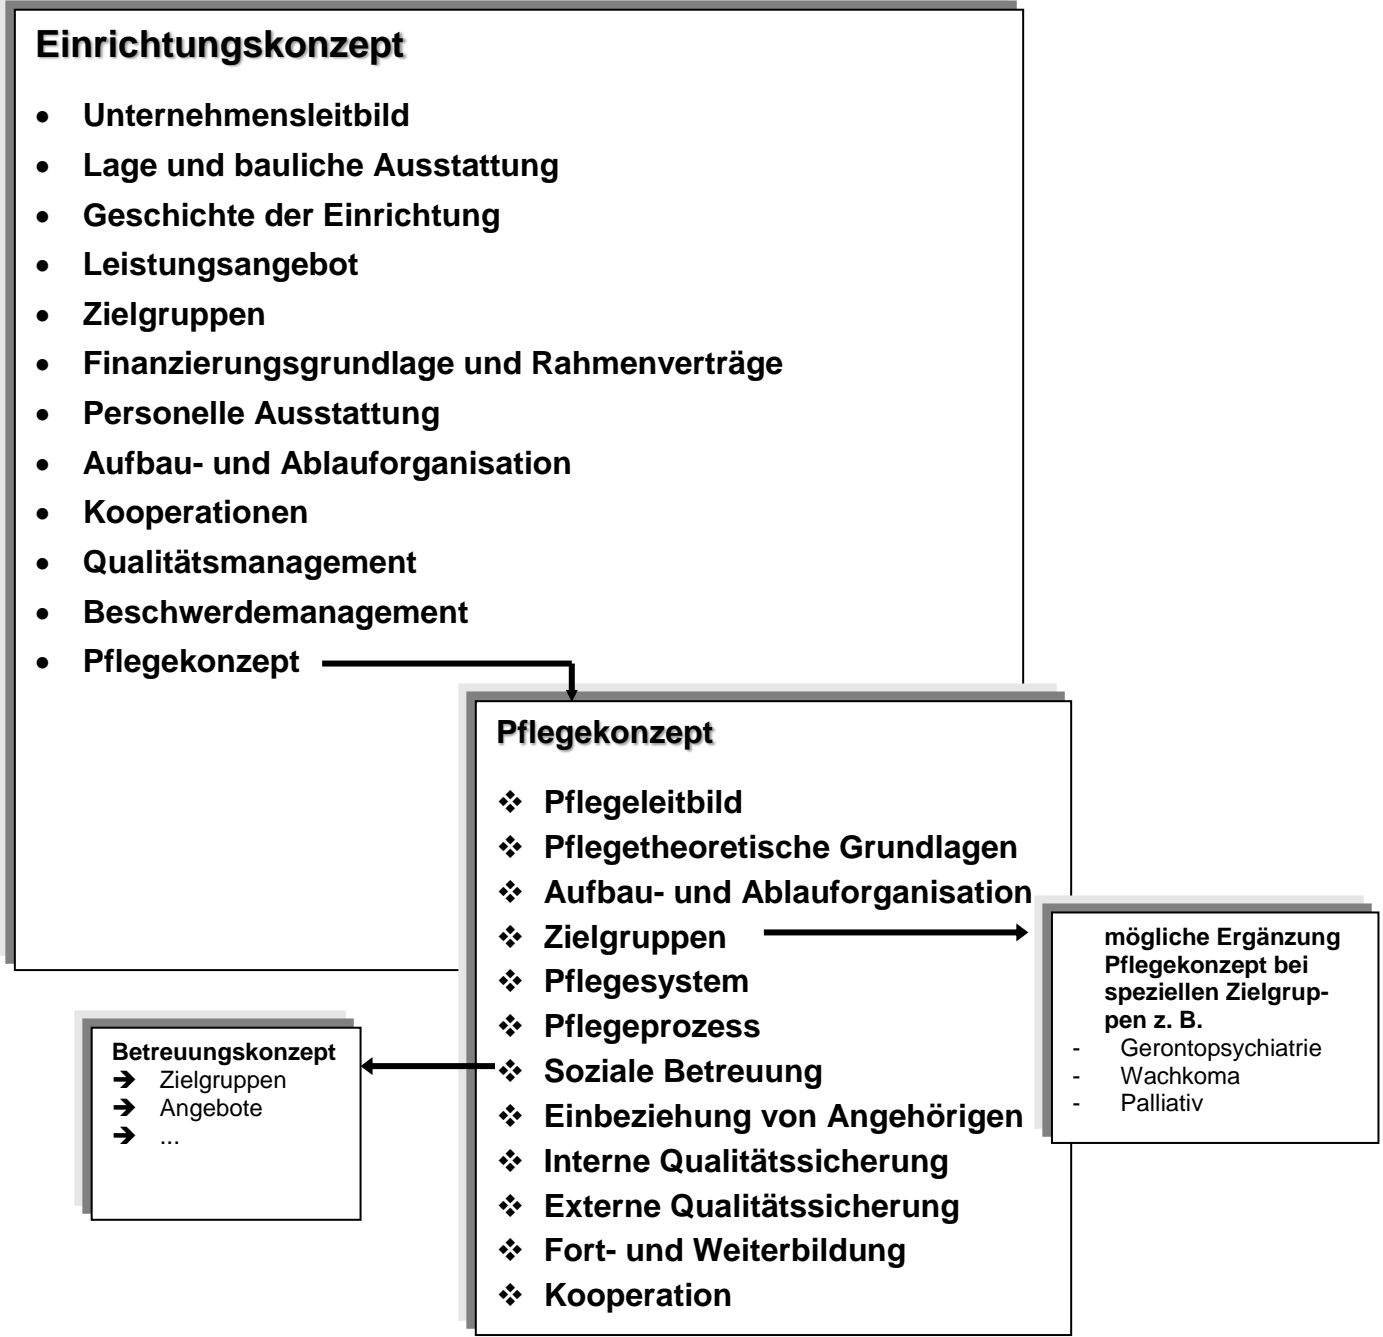 Einrichtungskonzept
• Unternehmensleitbild
• Lage und bauliche Ausstattung
• Geschichte der Einrichtung
• Leistungsangebot
• Zielgruppen
• Finanzierungsgrundlage und Rahmenverträge
• Personelle Ausstattung
• Aufbau- und Ablauforganisation
• Kooperationen
• Qualitätsmanagement
• Beschwerdemanagement
• Pflegekonzept
Pflegekonzept
❖ Pflegeleitbild
❖ Pflegetheoretische Grundlagen
❖ Aufbau- und Ablauforganisation
❖ Zielgruppen
❖ Pflegesystem
❖ Pflegeprozess
❖ Soziale Betreuung
❖ Einbeziehung von Angehörigen
❖ Interne Qualitätssicherung
❖ Externe Qualitätssicherung
❖ Fort- und Weiterbildung
❖ Kooperation
mögliche Ergänzung
Pflegekonzept bei
speziellen Zielgrup-
pen z. B.
- Gerontopsychiatrie
- Wachkoma
- Palliativ
Betreuungskonzept
➔ Zielgruppen
➔ Angebote
➔ ...